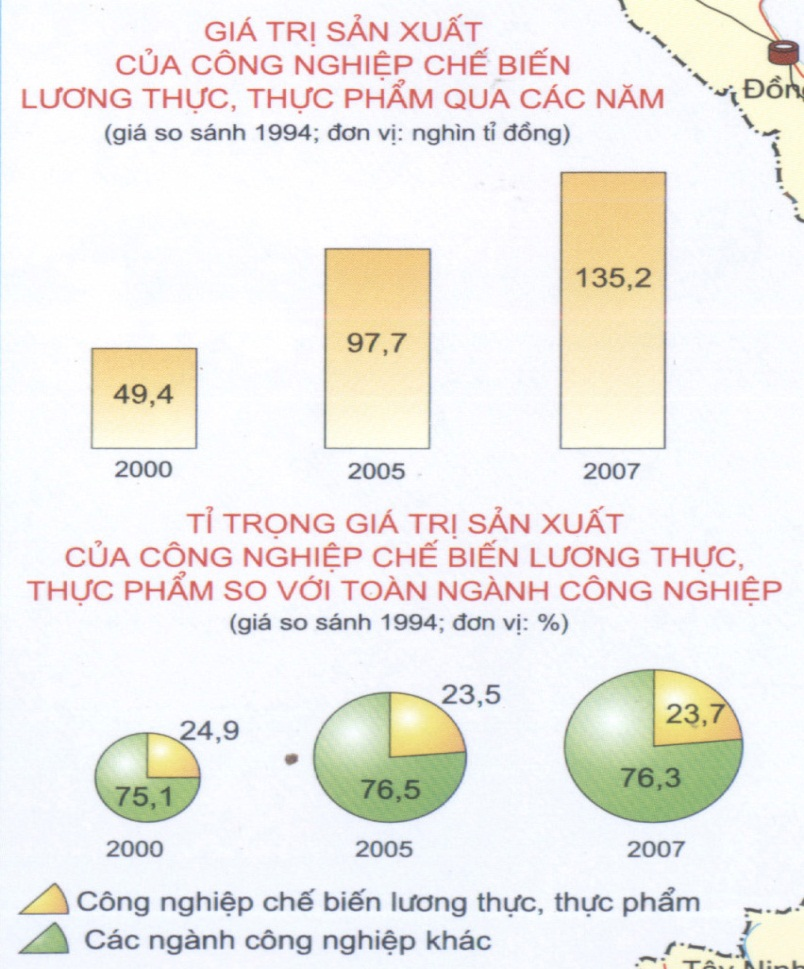 GIÁ TRỊ SẢN XUẤT
CỦA CÔNG NGHIỆP CHẾ BIẾN
LƯƠNG THỰC, THỰC PHẨM QUA CÁC NĂM
(giá so sánh 1994; đơn vị: nghìn tỉ đồng)
135,2
97,7
49,4
2000 2005 2007
TỈ TRỌNG GIÁ TRỊ SẢN XUẤT
CỦA CÔNG NGHIỆP CHẾ BIẾN LƯƠNG THỰC,
THỰC PHẨM SO VỚI TOÀN NGÀNH CÔNG NGHIỆP
(giá so sánh 1994; đơn vị: %)
24,9 23,5 23,7
75,1 76,5 76,3
2000 2005 2007
Công nghiệp chế biến lương thực, thực phẩm
Các ngành công nghiệp khác